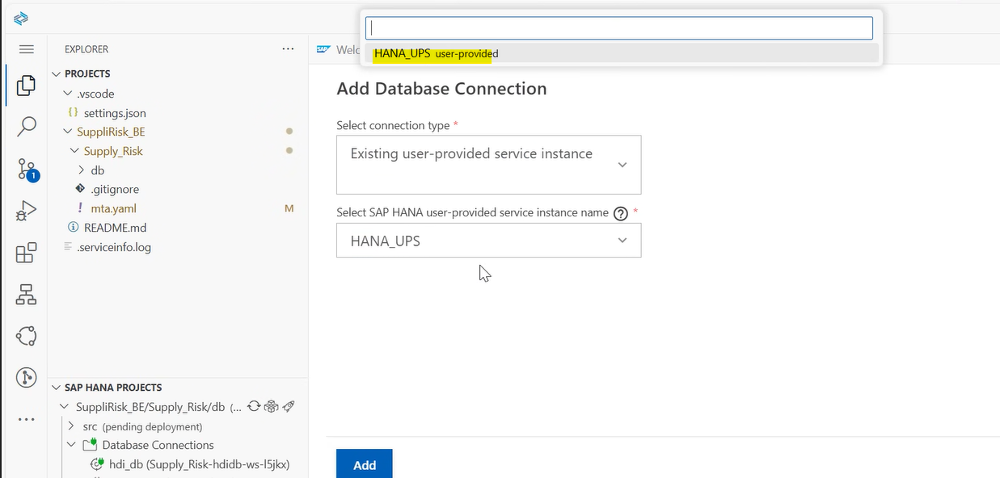 HANA_UPS user-provided
EXPLORER
...
PROJECTS
.vscode
{} settings.json
SuppliRisk_BE
Supply_Risk
db
.gitignore
! mta.yaml M
README.md
.serviceinfo.log
1
SAP HANA PROJECTS
SuppliRisk_BE/Supply_Risk/db (...
src (pending deployment)
Database Connections
hdi_db (Supply_Risk-hdidb-ws-l5jkx)
SAP Welc
Add Database Connection
Select connection type *
Existing user-provided service instance
Select SAP HANA user-provided service instance name ? *
HANA_UPS
Add